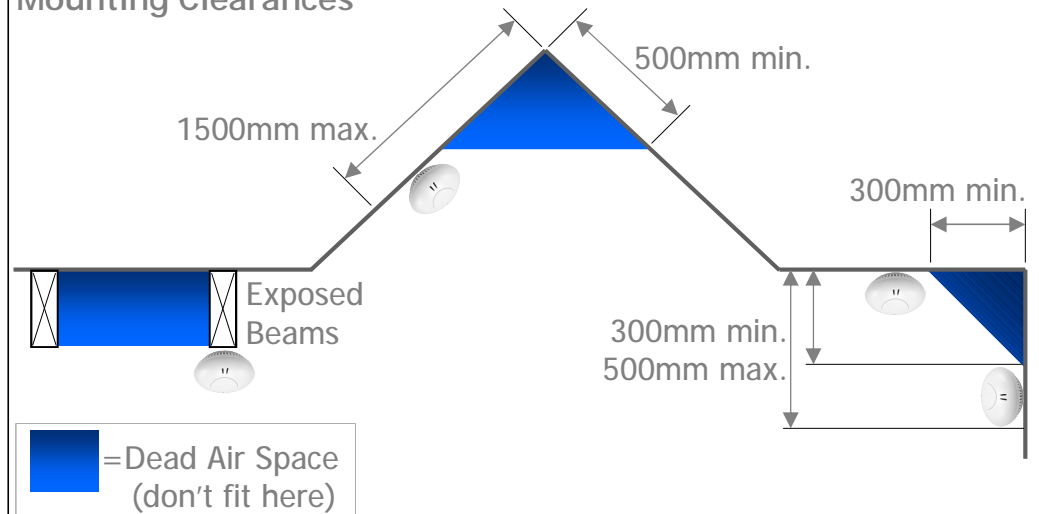 Mounting Clearances
500mm min.
1500mm max.
300mm min.
Exposed
Beams
300mm min.
500mm max.
=Dead Air Space
(don't fit here)